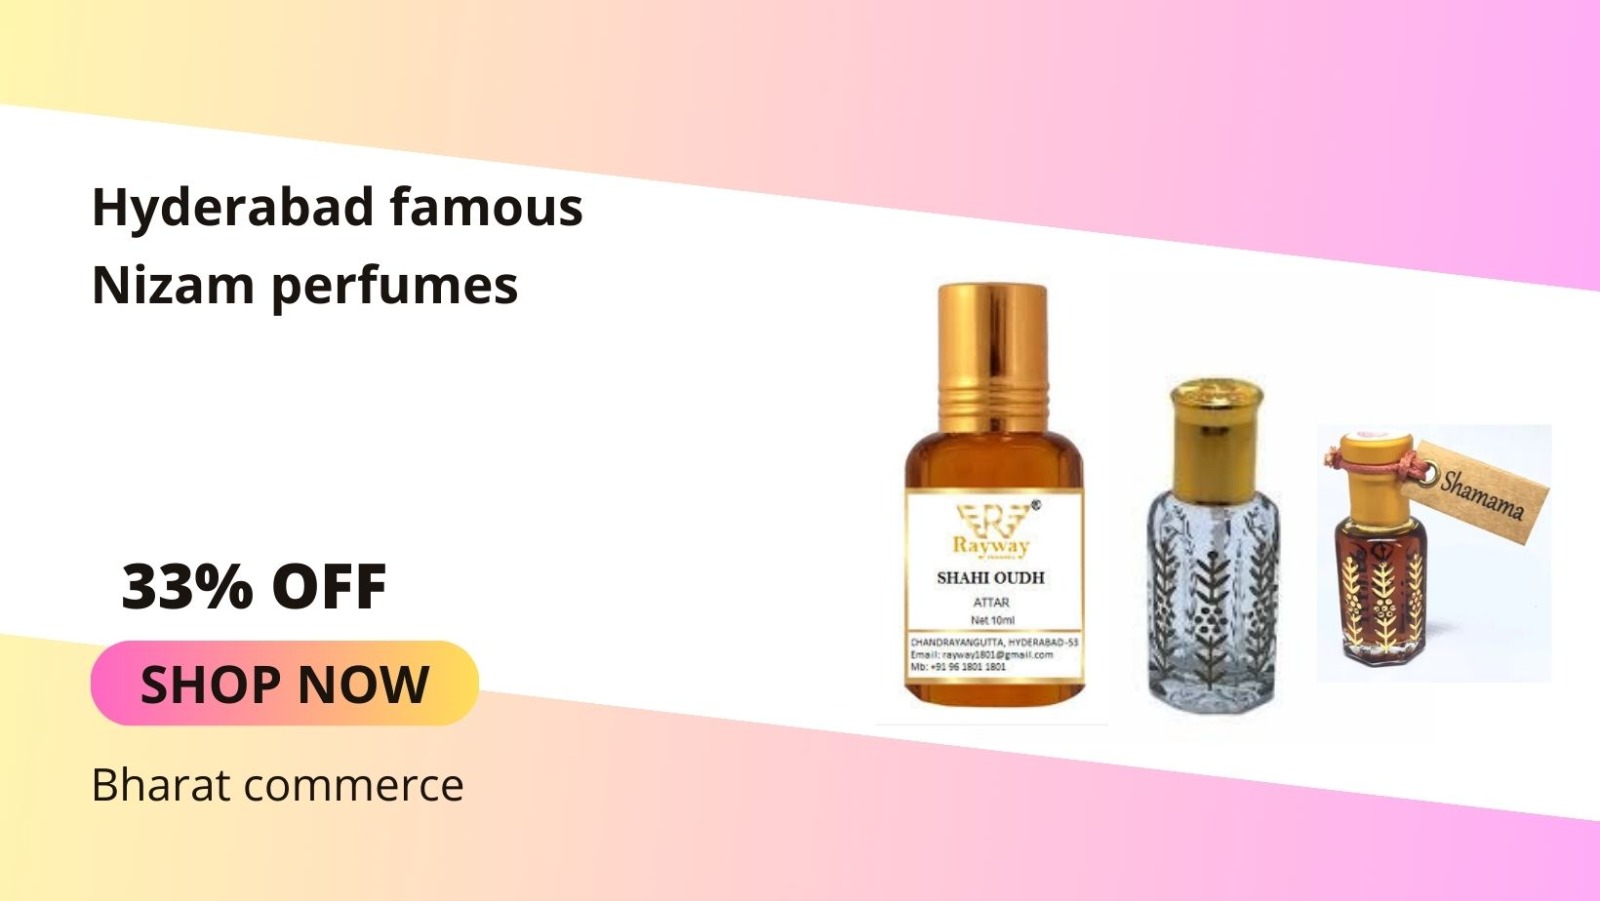 Hyderabad famous
Nizam perfumes
33% OFF
SHOP NOW
Bharat commerce
®
Rayway
SHAHI OUDH
ATTAR
Net 10ml
CHANDRAYANGUTTA, HYDERABAD-53
Email: rayway1801@gmail.com
Mb: +91 96 1801 1801
Shamama